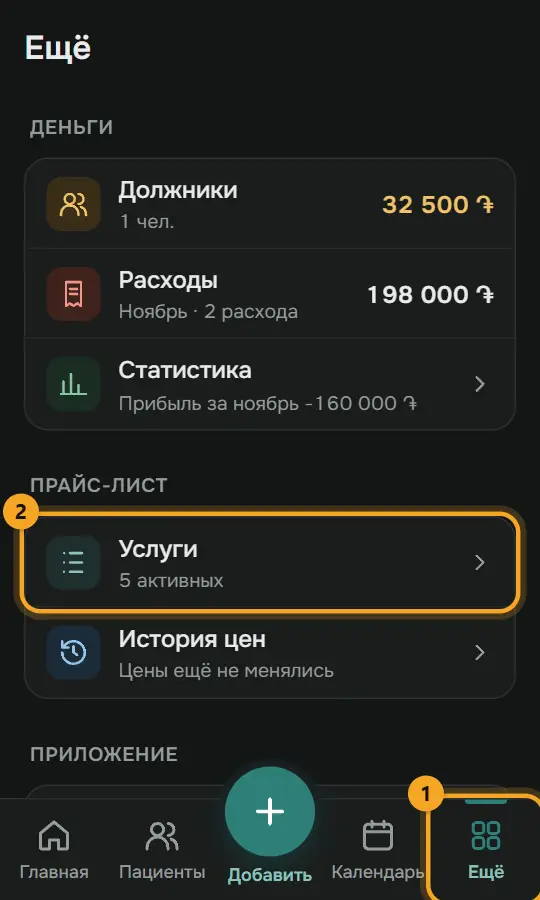 Ещё
ДЕНЬГИ
Должники
1 чел.
32 500 ֏
Расходы
Ноябрь · 2 расхода
198 000 ֏
Статистика
Прибыль за ноябрь -160 000 ֏
ПРАЙС-ЛИСТ
2
Услуги
5 активных
История цен
Цены ещё не менялись
ПРИЛОЖЕНИЕ
1
Главная
Пациенты
Добавить
Календарь
Ещё